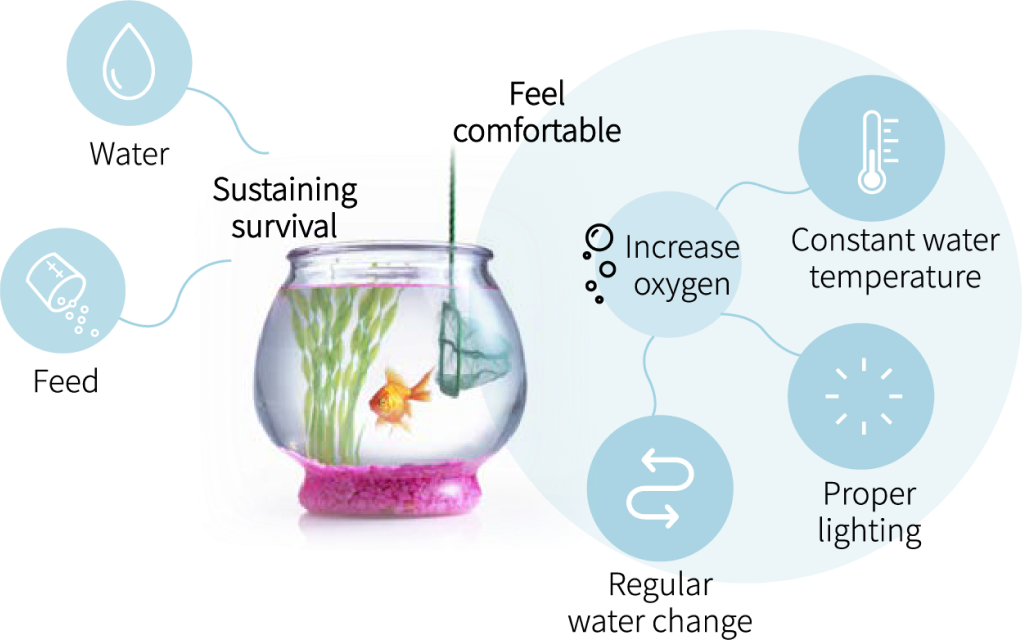 Water
Feed
Sustaining
survival
Feel
comfortable
Increase
oxygen
Constant water
temperature
Proper
lighting
Regular
water change